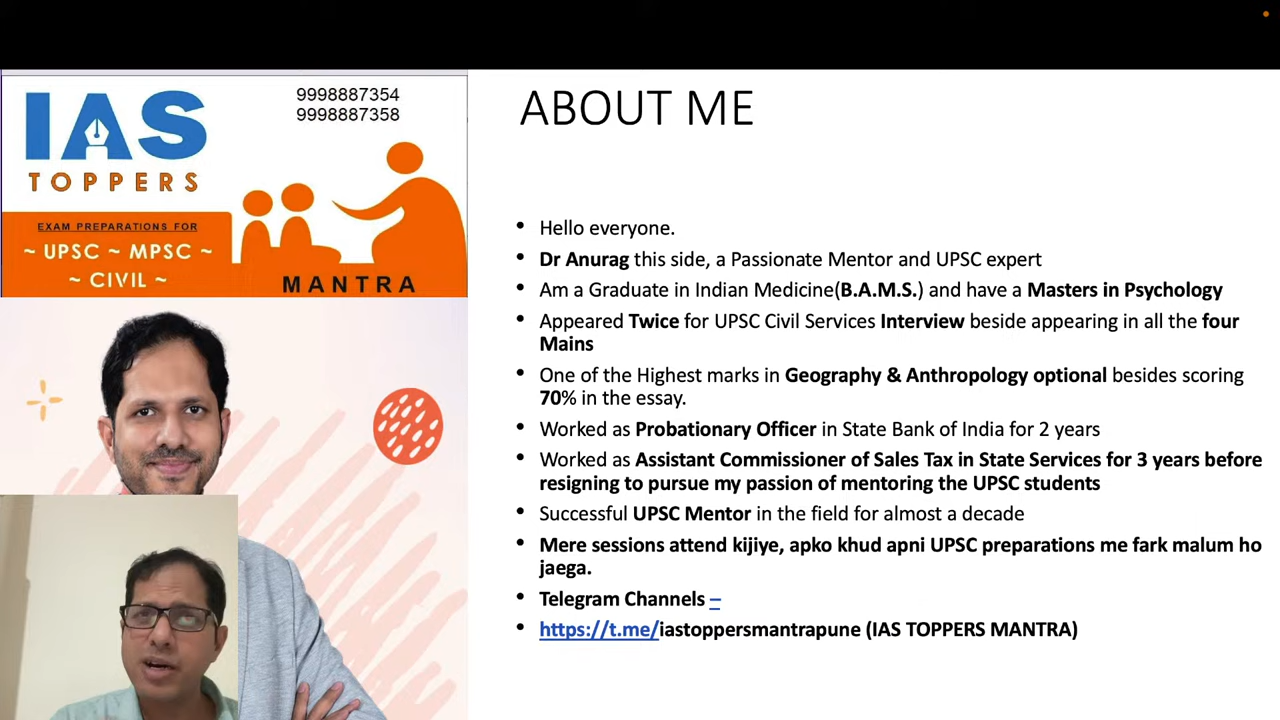 IAS
TOPPERS
9998887354
9998887358
EXAM PREPARATIONS FOR
~ UPSC ~ MPSC ~
~ CIVIL ~
MANTRA
ABOUT ME
• Hello everyone.
• Dr Anurag this side, a Passionate Mentor and UPSC expert
• Am a Graduate in Indian Medicine(B.A.M.S.) and have a Masters in Psychology
• Appeared Twice for UPSC Civil Services Interview beside appearing in all the four
Mains
• One of the Highest marks in Geography & Anthropology optional besides scoring
70% in the essay.
• Worked as Probationary Officer in State Bank of India for 2 years
• Worked as Assistant Commissioner of Sales Tax in State Services for 3 years before
resigning to pursue my passion of mentoring the UPSC students
• Successful UPSC Mentor in the field for almost a decade
• Mere sessions attend kijiye, apko khud apni UPSC preparations me fark malum ho
jaega.
• Telegram Channels –
• https://t.me/iastoppersmantrapune (IAS TOPPERS MANTRA)